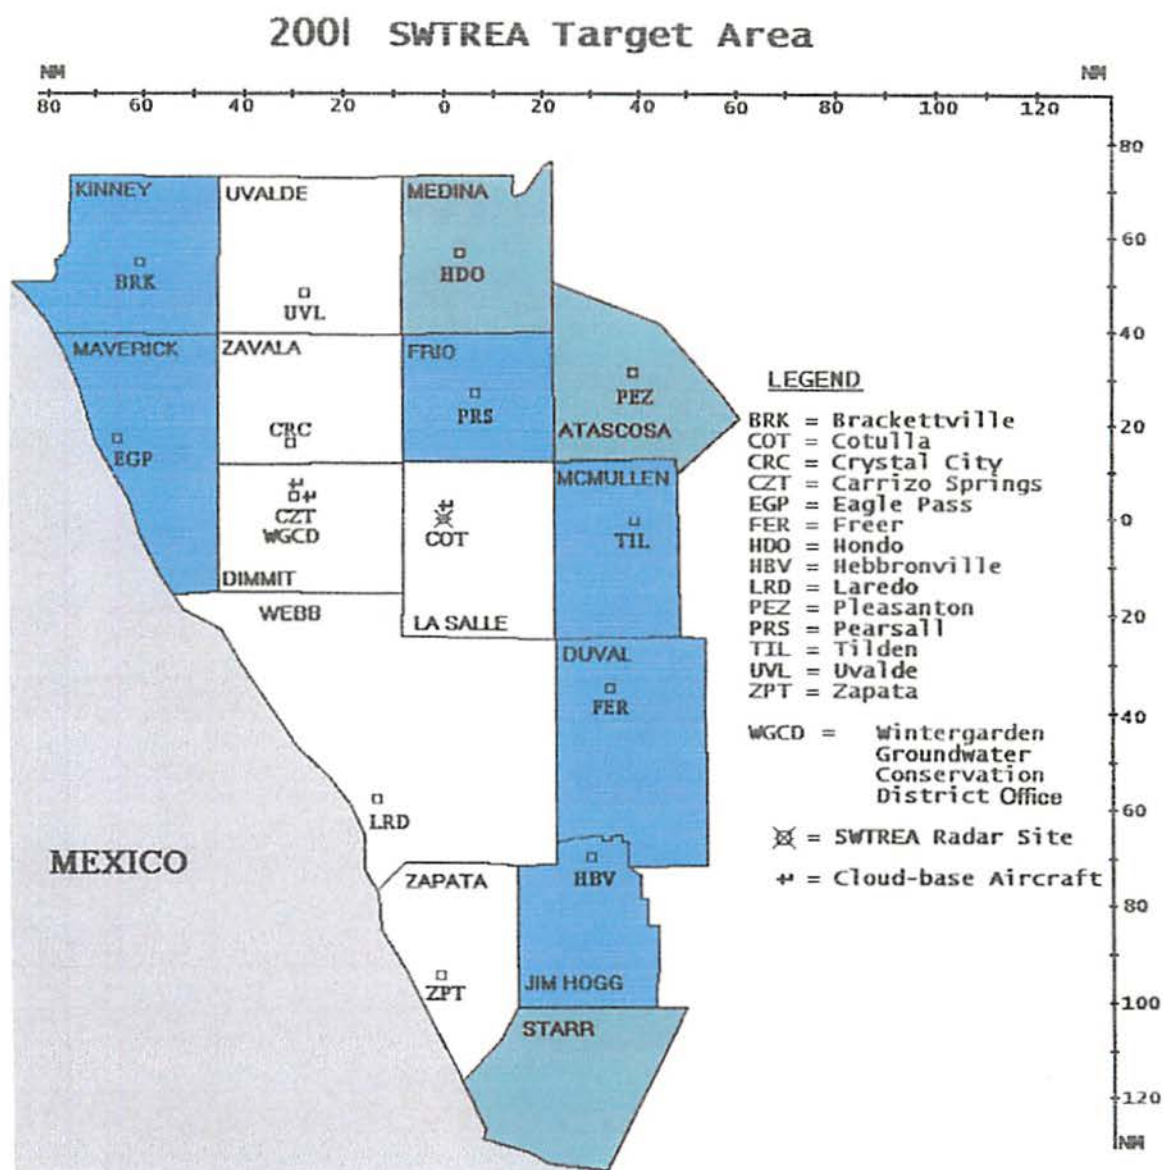 2001 SWTREA Target Area
NM NM
80 60 40 20 0 20 40 60 80 100 120
80
60
40
20
0
20
40
60
80
100
120
NM
KINNEY
UVALDE
MEDINA
BRK
UVL
HDO
MAVERICK
ZAVALA
FRIO
PEZ
ATASCOSA
CRC
PRS
EGP
MCMULLEN
CZT
WGCD
COT
TIL
DIMMIT
WEBB
LA SALLE
DUVAL
FER
LRD
MEXICO
ZAPATA
HBV
ZPT
JIM HOGG
STARR
LEGEND
BRK = Brackettville
COT = Cotulla
CRC = Crystal City
CZT = Carrizo Springs
EGP = Eagle Pass
FER = Freer
HDO = Hondo
HBV = Hebbronville
LRD = Laredo
PEZ = Pleasanton
PRS = Pearsall
TIL = Tilden
UVL = Uvalde
ZPT = Zapata
WGCD = Wintergarden
Groundwater
Conservation
District Office
= SWTREA Radar Site
= Cloud-base Aircraft